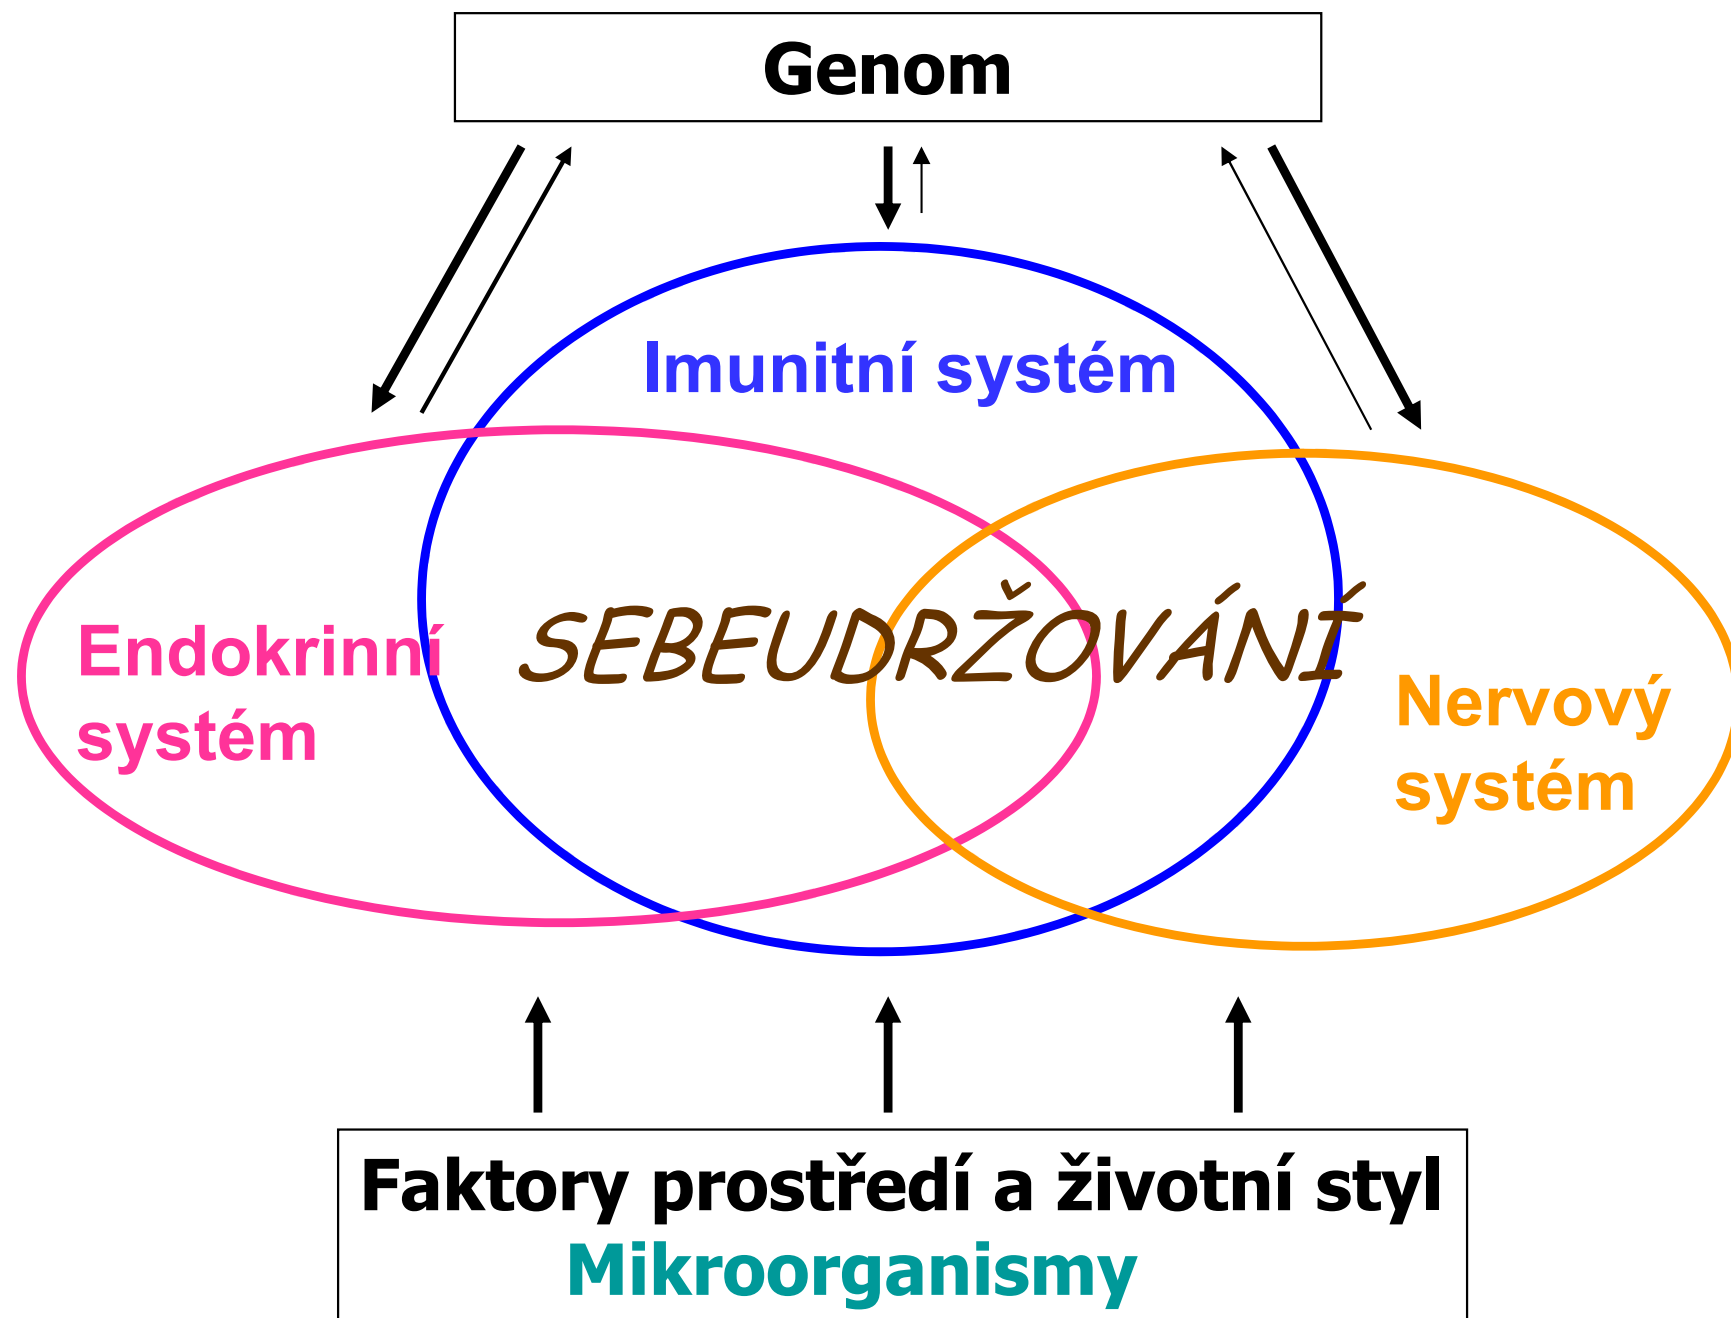 Genom
Imunitní systém
SEBEUDRŽOVÁNÍ
Endokrinní
systém
Nervový
systém
Faktory prostředí a životní styl
Mikroorganismy